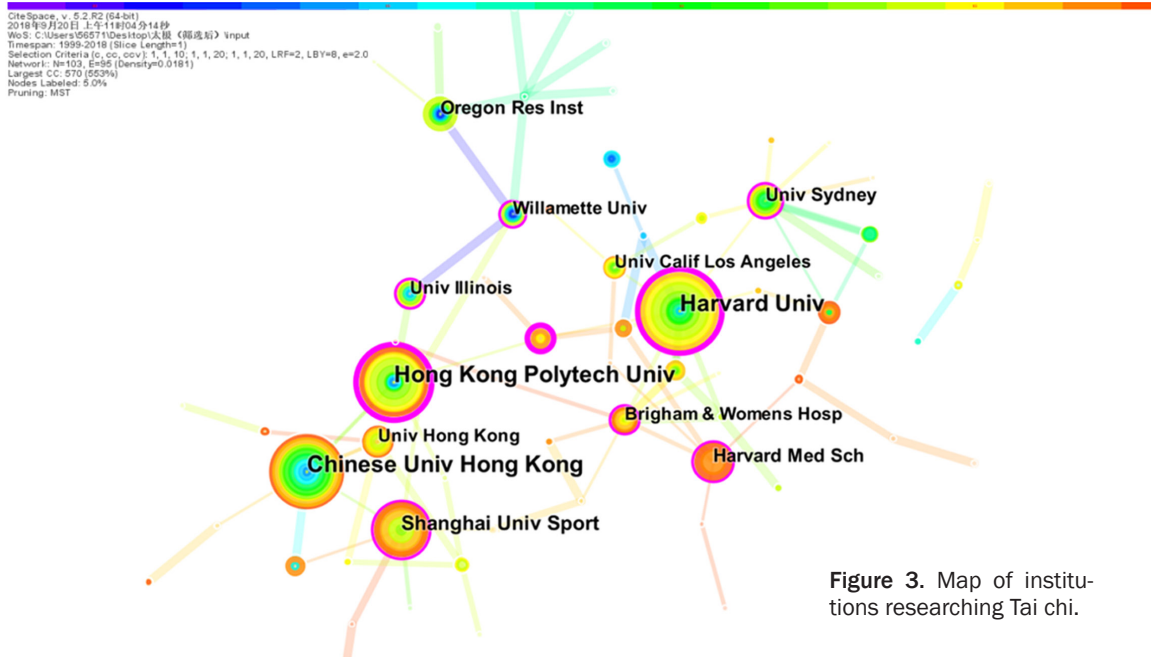 CiteSpace, v. 5.2.R2 (64-bit)
2018年9月20日 上午11时04分14秒
WoS: C:\Users\56571\Desktop\太极（筛选后）\input
Timespan: 1999-2018 (Slice Length=1)
Selection Criteria (c, cc, ccv): 1, 1, 10; 1, 1, 20; 1, 1, 20, LRF=2, LBY=8, e=2.0
Network: N=103, E=95 (Density=0.0181)
Largest CC: 570 (553%)
Nodes Labeled: 5.0%
Pruning: MST
Oregon Res Inst
Univ Sydney
Willamette Univ
Univ Calif Los Angeles
Univ Illinois
Harvard Univ
Hong Kong Polytech Univ
Brigham & Womens Hosp
Univ Hong Kong
Harvard Med Sch
Chinese Univ Hong Kong
Shanghai Univ Sport
Figure 3. Map of institu-
tions researching Tai chi.